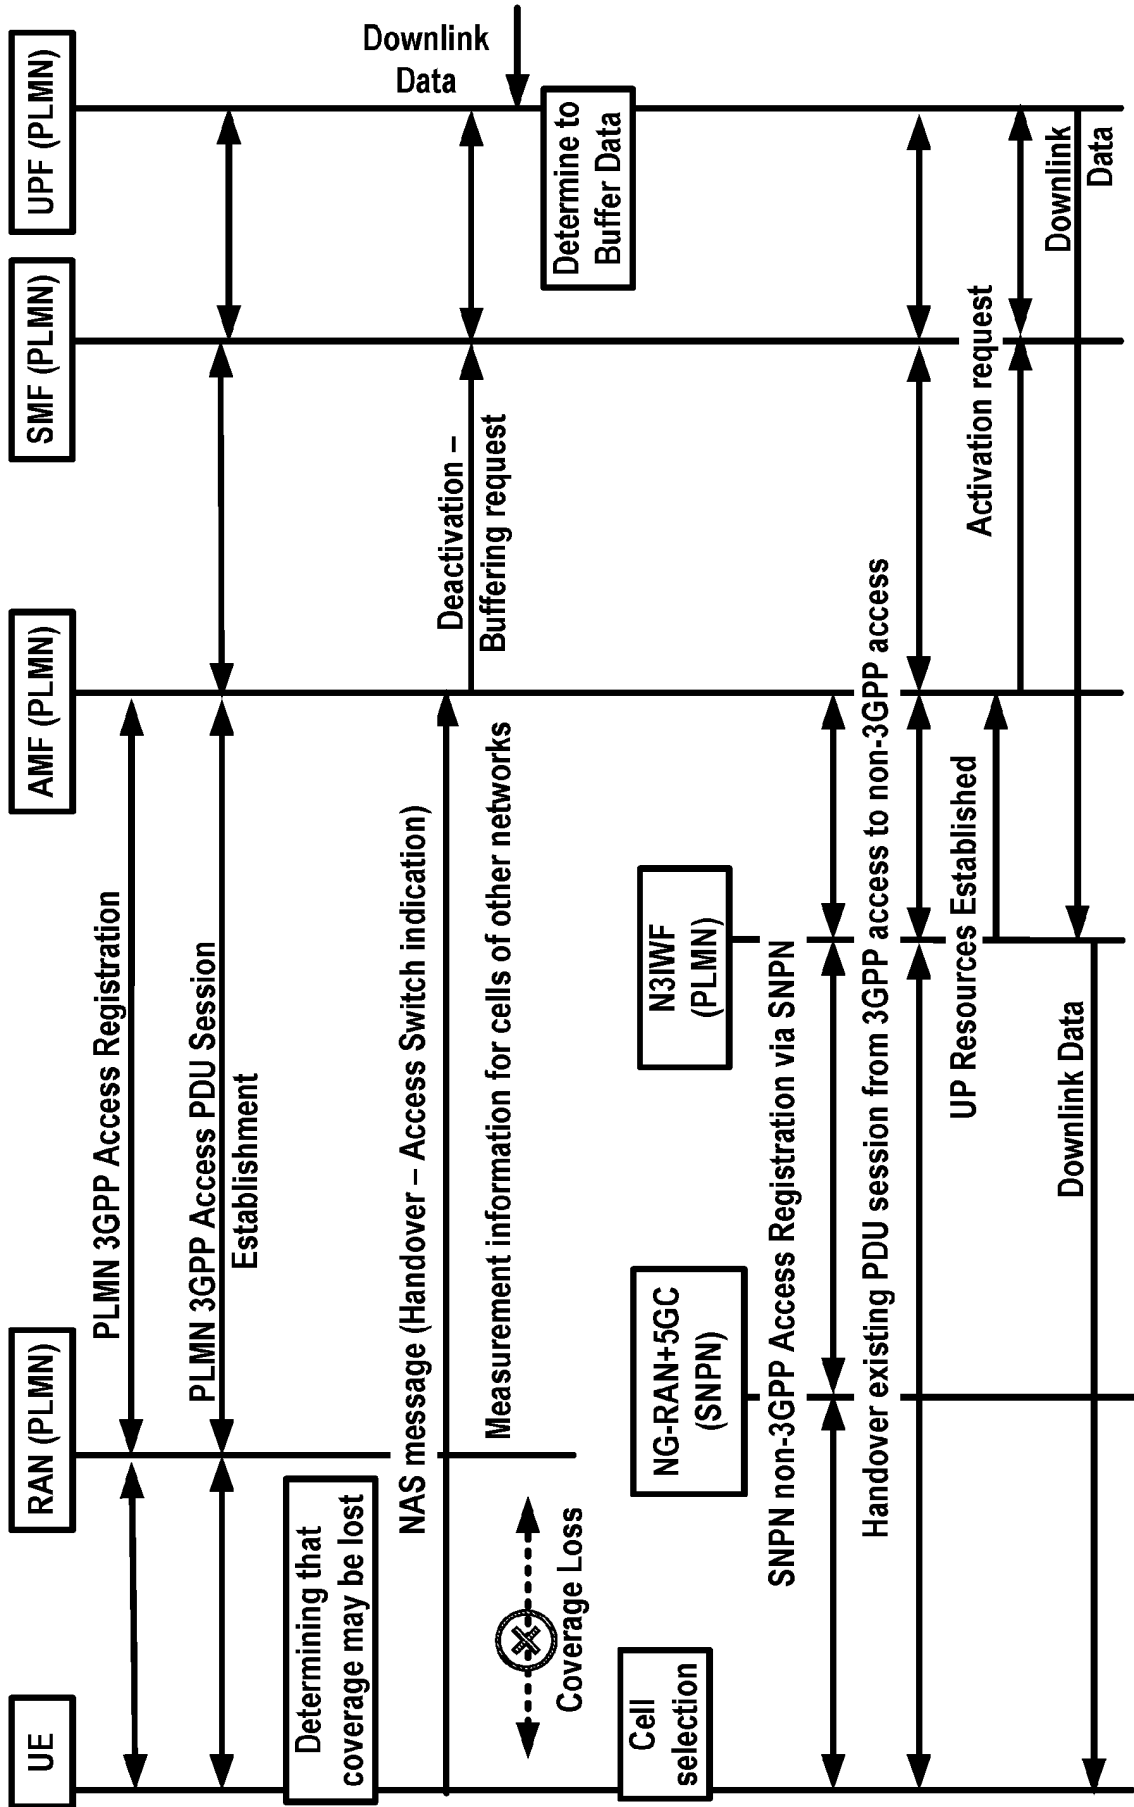 UE
RAN (PLMN)
AMF (PLMN)
SMF (PLMN)
UPF (PLMN)
PLMN 3GPP Access Registration
PLMN 3GPP Access PDU Session
Establishment
Determining that
coverage may be lost
NAS message (Handover – Access Switch indication)
Measurement information for cells of other networks
Deactivation –
Buffering request
Downlink
Data
Determine to
Buffer Data
Coverage Loss
Cell
selection
NG-RAN+5GC
(SNPN)
N3IWF
(PLMN)
SNPN non-3GPP Access Registration via SNPN
Handover existing PDU session from 3GPP access to non-3GPP access
UP Resources Established
Activation request
Downlink
Data
Downlink Data